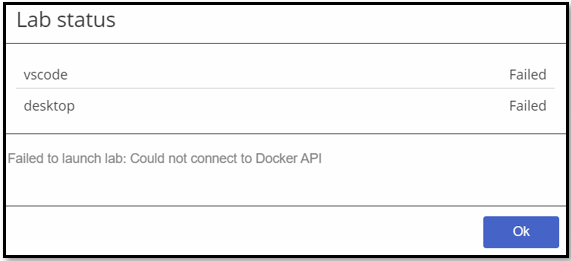 Lab status
vscode Failed
desktop Failed
Failed to launch lab: Could not connect to Docker API
Ok